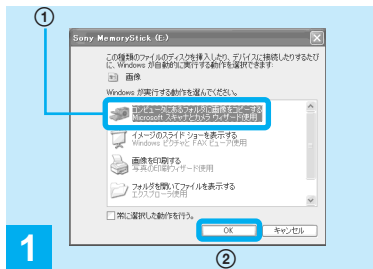 ①
Sony MemoryStick (E:)
この種類のファイルのディスクを挿入したり、デバイスに接続したりするたび
に、Windows が自動的に実行する動作を選択できます:
画像
Windows が実行する動作を選んでください。
コンピュータにあるフォルダに画像をコピーする
Microsoft スキャナとカメラ ウィザード使用
イメージのスライド ショーを表示する
Windows ピクチャと FAX ビューア使用
画像を印刷する
写真の印刷ウィザード使用
フォルダを開いてファイルを表示する
エクスプローラ使用
常に選択した動作を行う。
OK
キャンセル
1
②